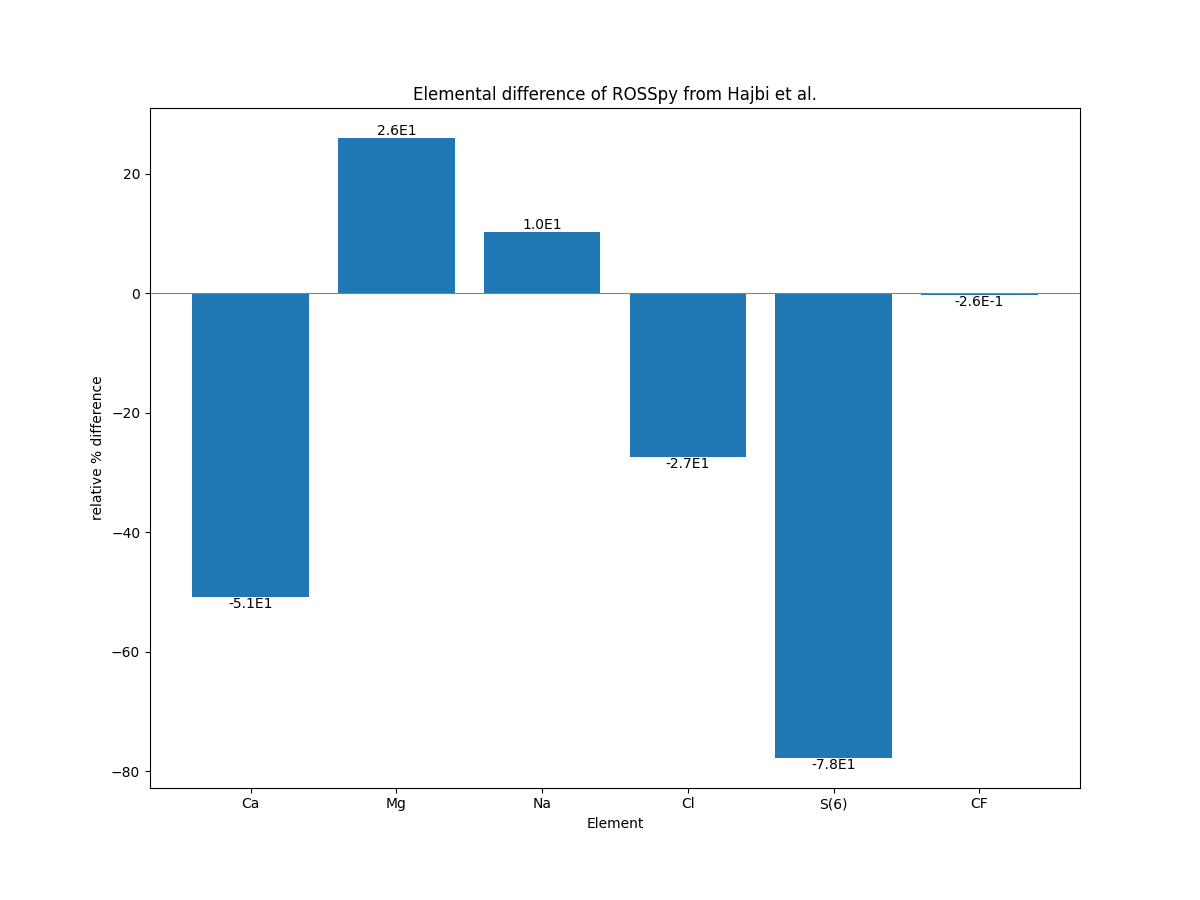 Elemental difference of ROSSpy from Hajbi et al.
2.6E1
20
1.0E1
0
-2.6E-1
relative % difference
−20
-2.7E1
−40
-5.1E1
−60
-7.8E1
−80
Ca Mg Na Cl S(6) CF
Element